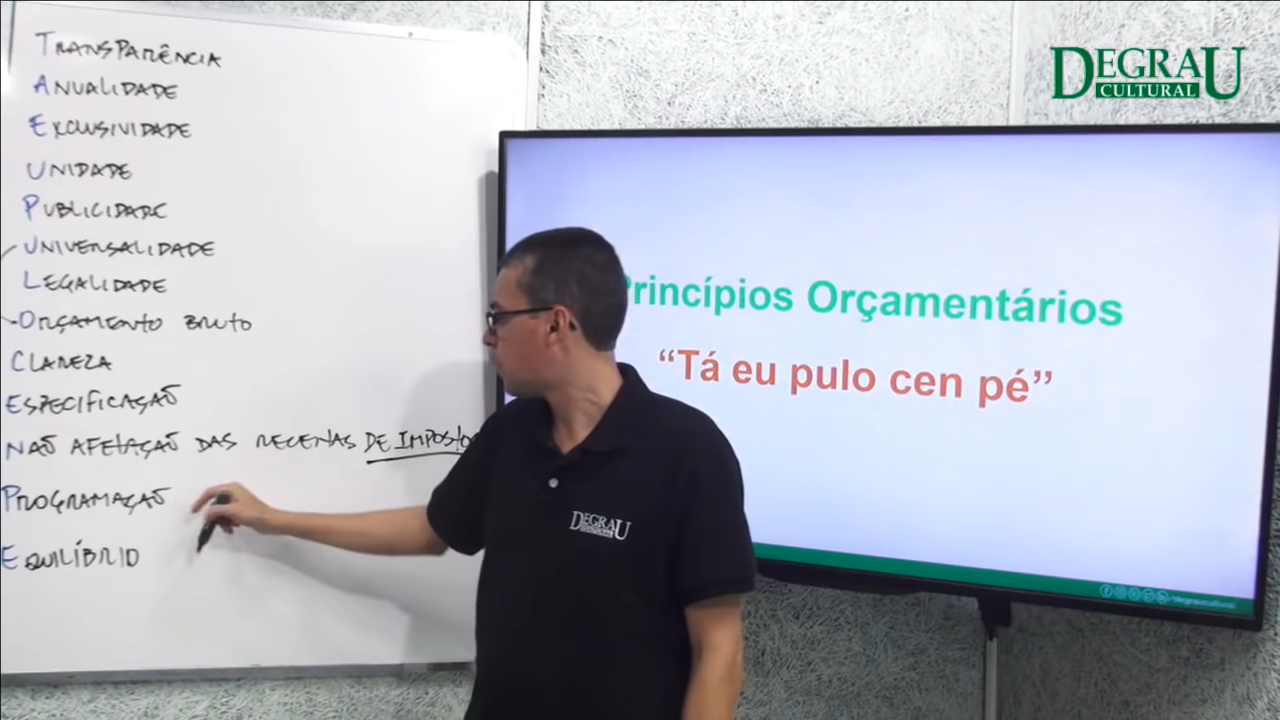 TRANSPARÊNCIA
ANUALIDADE
EXCLUSIVIDADE
UNIDADE
PUBLICIDADE
UNIVERSALIDADE
LEGALIDADE
ORÇAMENTO BRUTO
CLAREZA
ESPECIFICAÇÃO
NÃO AFETAÇÃO DAS RECEITAS DE IMPOSTOS
PROGRAMAÇÃO
EQUILÍBRIO
DEGRAU
CULTURAL
Princípios Orçamentários
“Tá eu pulo cen pé”
DEGRAU